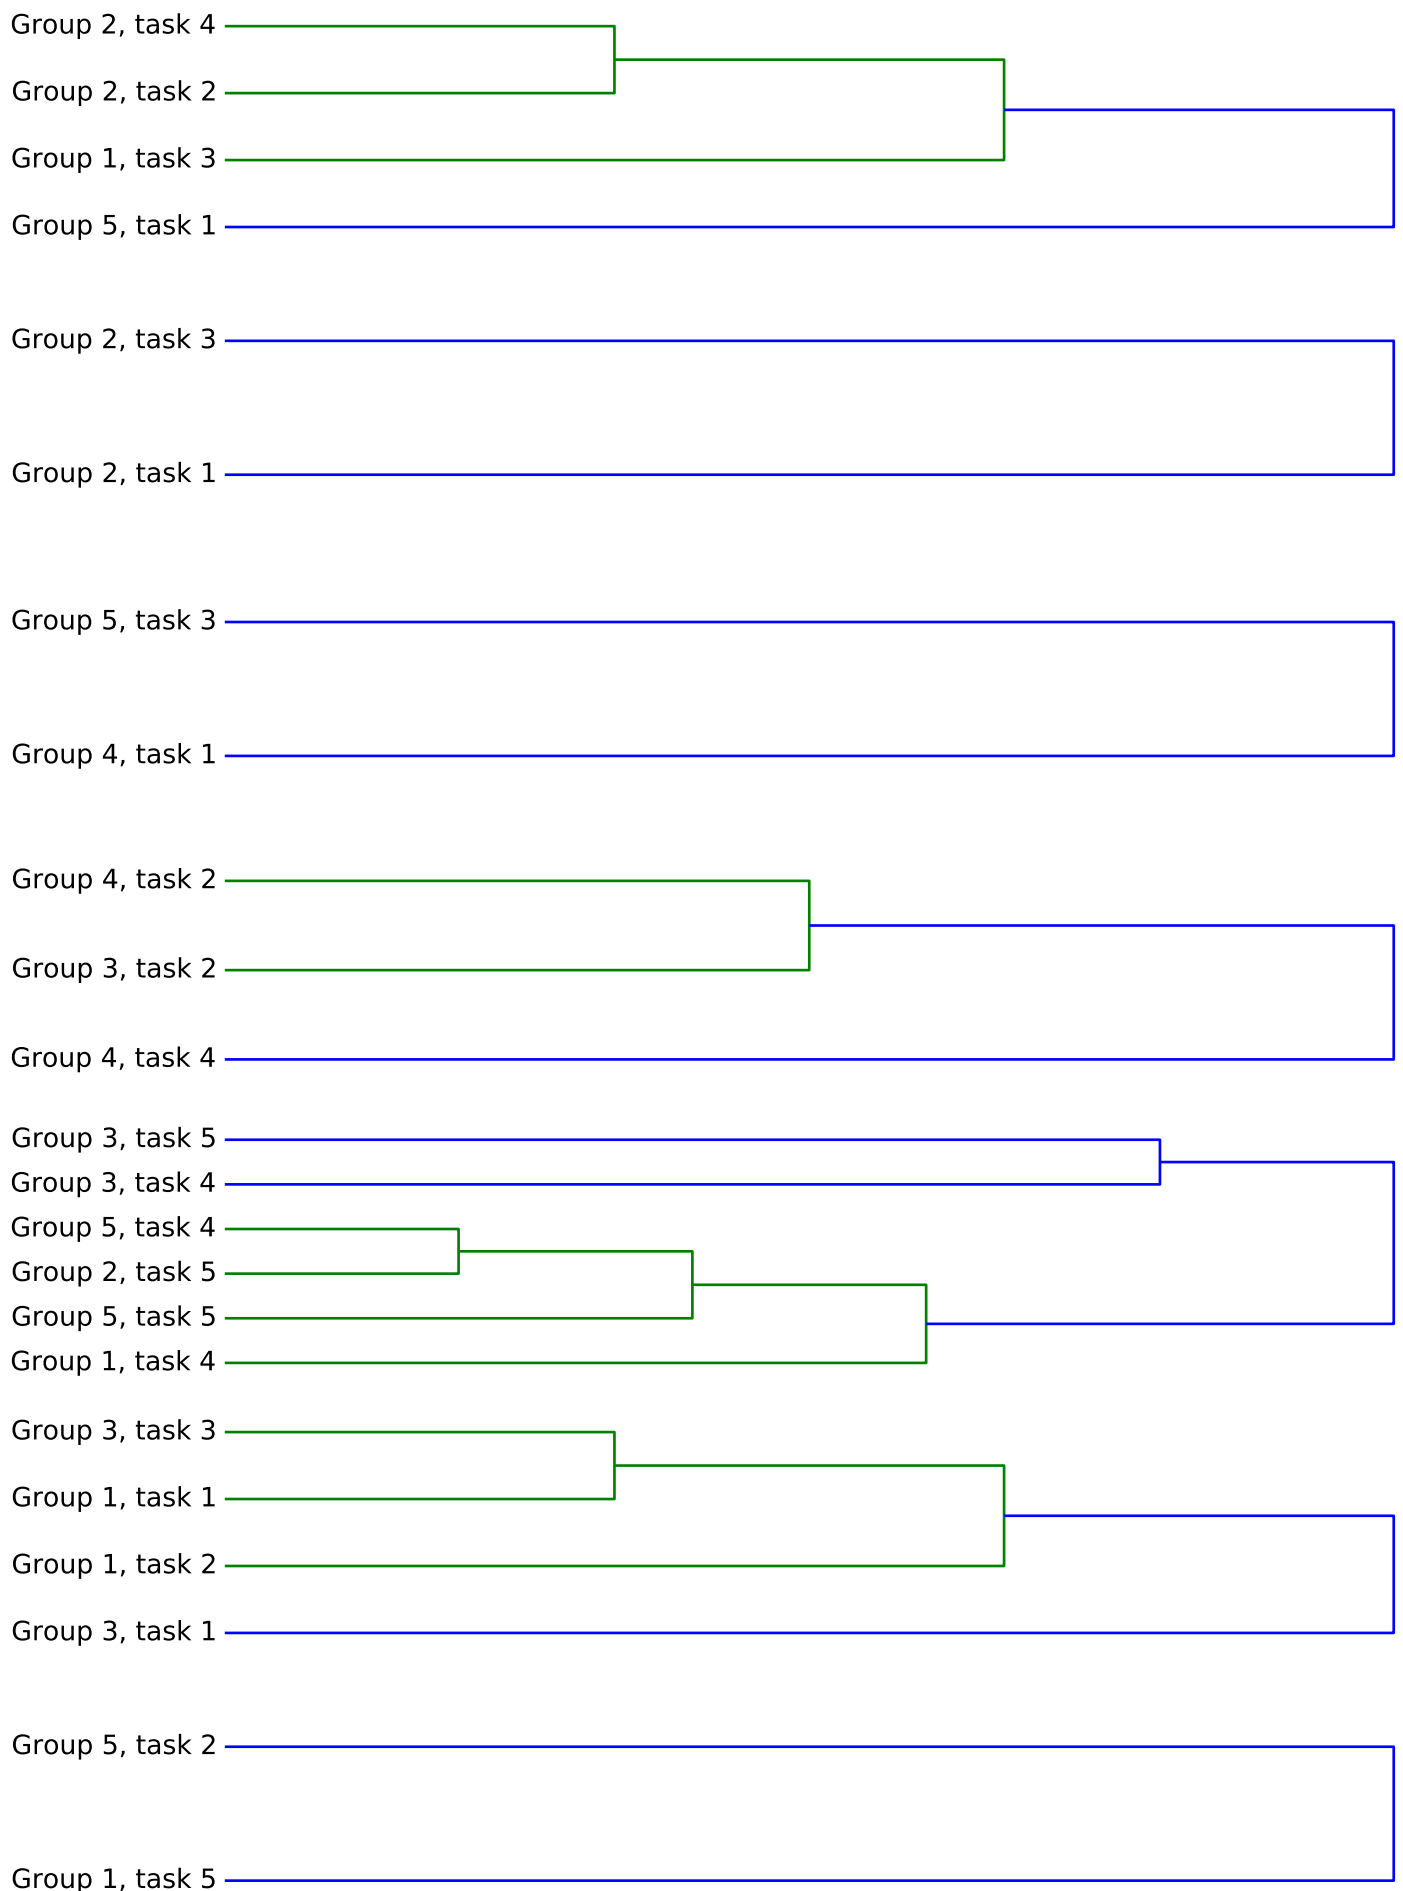 Group 2, task 4
Group 2, task 2
Group 1, task 3
Group 5, task 1
Group 2, task 3
Group 2, task 1
Group 5, task 3
Group 4, task 1
Group 4, task 2
Group 3, task 2
Group 4, task 4
Group 3, task 5
Group 3, task 4
Group 5, task 4
Group 2, task 5
Group 5, task 5
Group 1, task 4
Group 3, task 3
Group 1, task 1
Group 1, task 2
Group 3, task 1
Group 5, task 2
Group 1, task 5